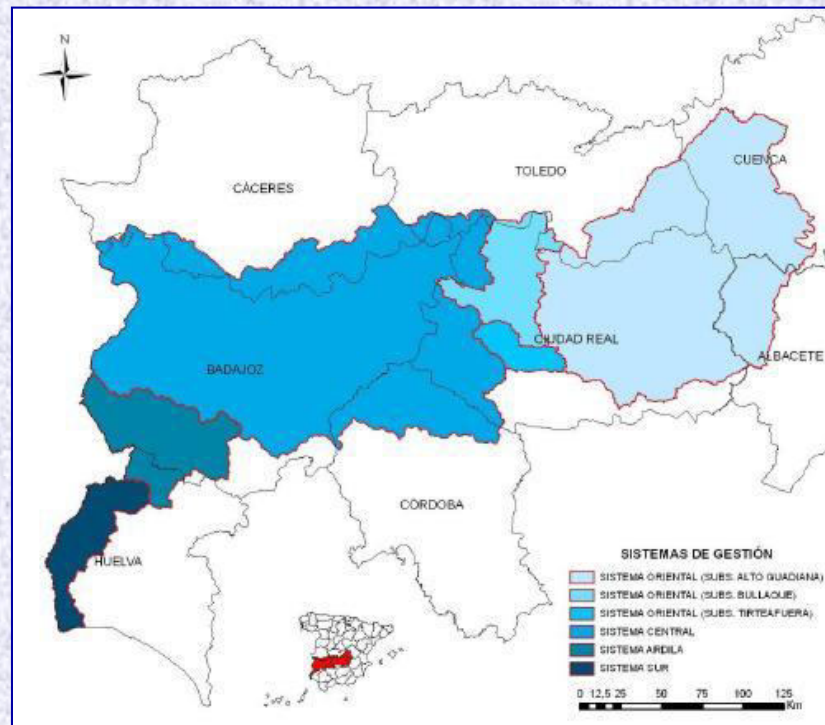 N
CUENCA
TOLEDO
CÁCERES
CIUDAD REAL
ALBACETE
BADAJOZ
CÓRDOBA
HUELVA
SISTEMAS DE GESTIÓN
SISTEMA ORIENTAL (SUBS. ALTO GUADIANA)
SISTEMA ORIENTAL (SUBS. BULLAQUE)
SISTEMA ORIENTAL (SUBS. TIRTEAFUERA)
SISTEMA CENTRAL
SISTEMA ARDILA
SISTEMA SUR
0 12,5 25 50 75 100 125
Km